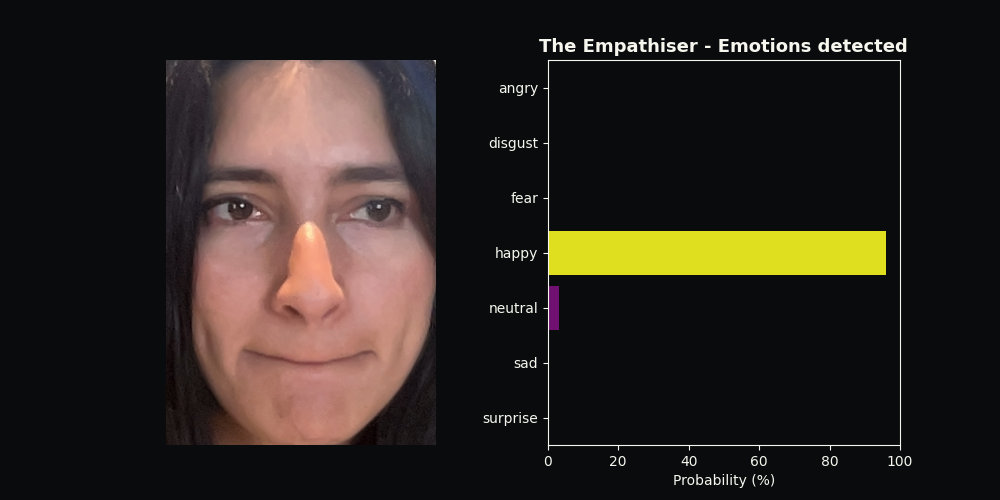 The Empathiser - Emotions detected
angry
disgust
fear
happy
neutral
sad
surprise
0 20 40 60 80 100
Probability (%)